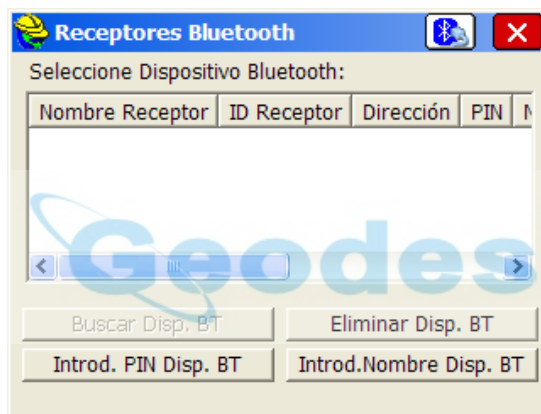 Receptores Bluetooth
Seleccione Dispositivo Bluetooth:
Nombre Receptor ID Receptor Dirección PIN N
Geodes
Buscar Disp. BT Eliminar Disp. BT
Introd. PIN Disp. BT Introd.Nombre Disp. BT